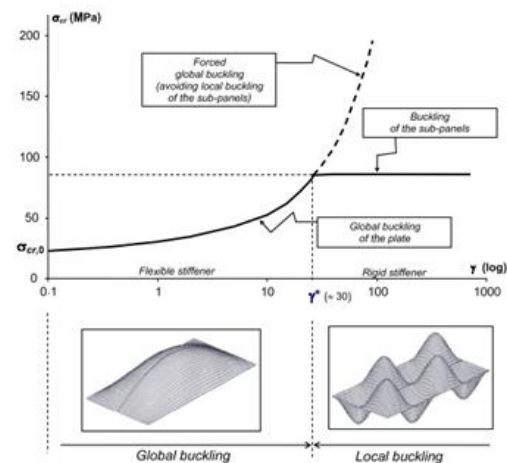 σcr (MPa)
200
150
100
50
σcr,0
0
Forced
global buckling
(avoiding local buckling
of the sub-panels)
Buckling
of the sub-panels
Global buckling
of the plate
Flexible stiffener
Rigid stiffener
γ (log)
0.1
1
10
100
1000
γ* (≈ 30)
Global buckling
Local buckling